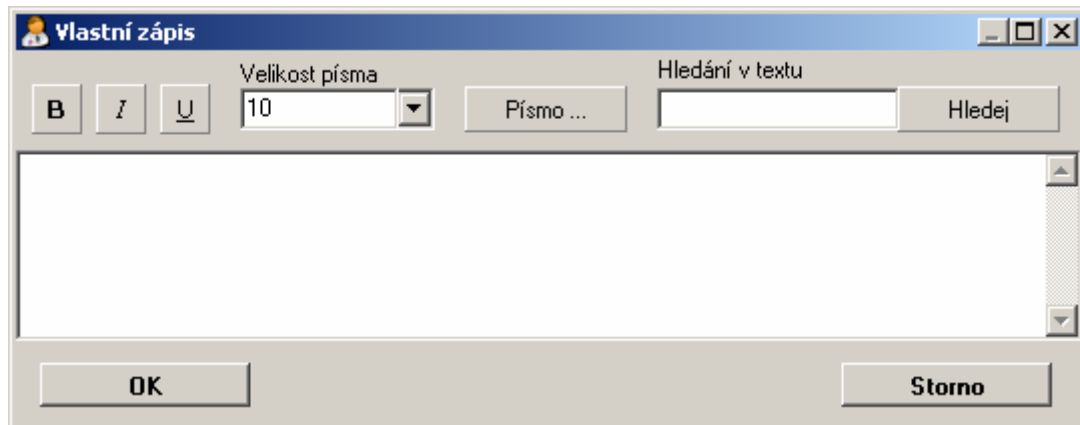 Vlastní zápis
Velikost písma
Hledání v textu
B I U 10 Písmo ... Hledej
OK Storno